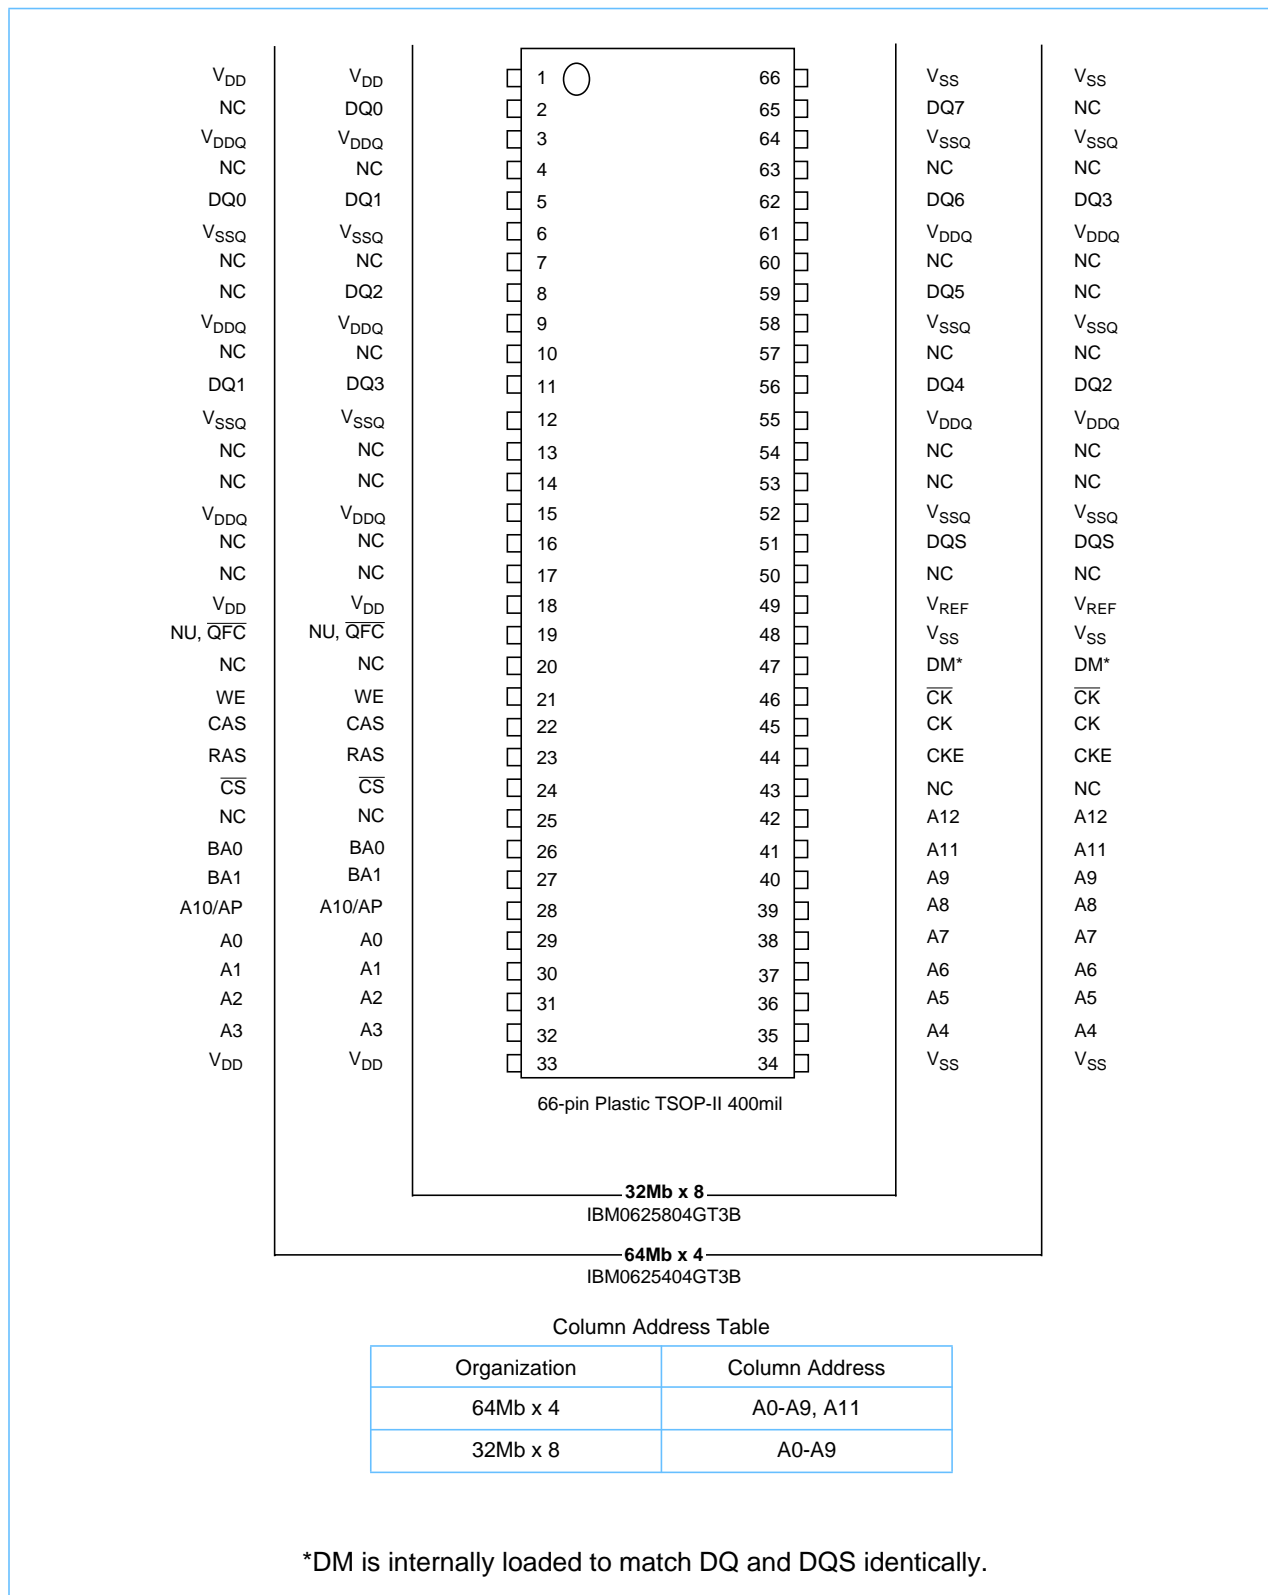 VDD VDD 1 66 VSS VSS
NC DQ0 2 65 DQ7 NC
VDDQ VDDQ 3 64 VSSQ VSSQ
NC NC 4 63 NC NC
DQ0 DQ1 5 62 DQ6 DQ3
VSSQ VSSQ 6 61 VDDQ VDDQ
NC NC 7 60 NC NC
NC DQ2 8 59 DQ5 NC
VDDQ VDDQ 9 58 VSSQ VSSQ
NC NC 10 57 NC NC
DQ1 DQ3 11 56 DQ4 DQ2
VSSQ VSSQ 12 55 VDDQ VDDQ
NC NC 13 54 NC NC
NC NC 14 53 NC NC
VDDQ VDDQ 15 52 VSSQ VSSQ
NC NC 16 51 DQS DQS
NC NC 17 50 NC NC
VDD VDD 18 49 VREF VREF
NU, Q̅F̅C̅ NU, Q̅F̅C̅ 19 48 VSS VSS
NC NC 20 47 DM* DM*
WE WE 21 46 C̅K̅ C̅K̅
CAS CAS 22 45 CK CK
RAS RAS 23 44 CKE CKE
C̅S̅ C̅S̅ 24 43 NC NC
NC NC 25 42 A12 A12
BA0 BA0 26 41 A11 A11
BA1 BA1 27 40 A9 A9
A10/AP A10/AP 28 39 A8 A8
A0 A0 29 38 A7 A7
A1 A1 30 37 A6 A6
A2 A2 31 36 A5 A5
A3 A3 32 35 A4 A4
VDD VDD 33 34 VSS VSS
66-pin Plastic TSOP-II 400mil
32Mb x 8
IBM0625804GT3B
64Mb x 4
IBM0625404GT3B
Column Address Table
Organization Column Address
64Mb x 4 A0-A9, A11
32Mb x 8 A0-A9
*DM is internally loaded to match DQ and DQS identically.